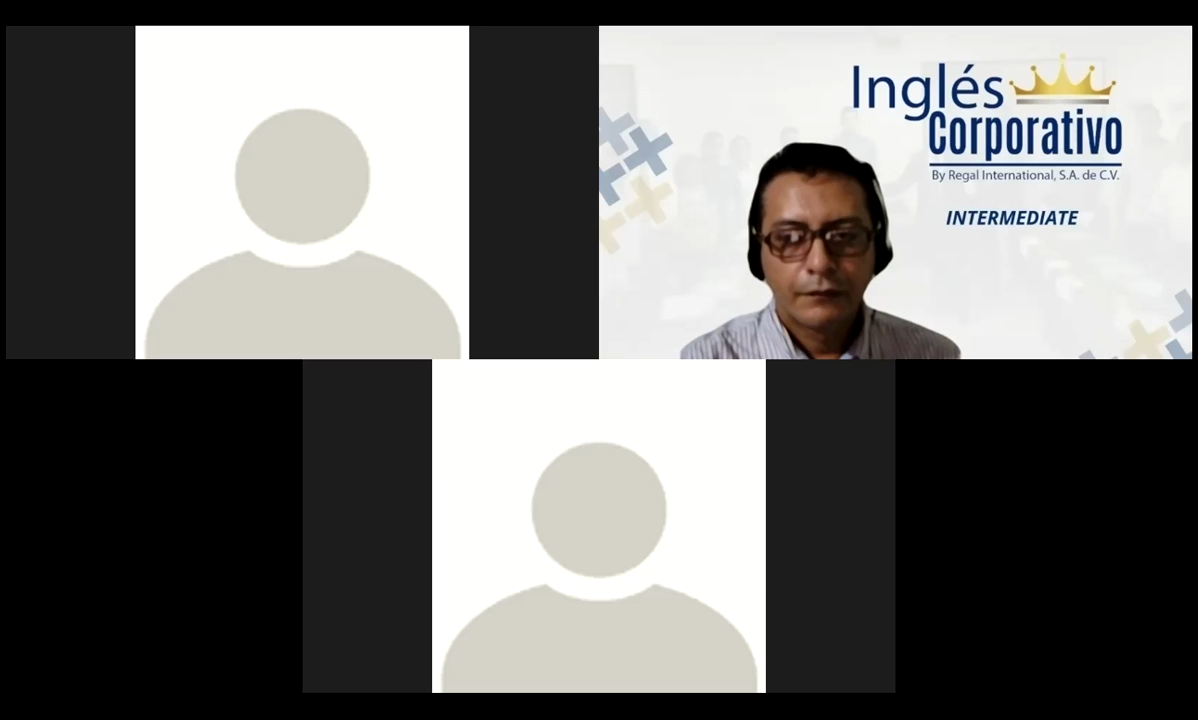 Inglés
Corporativo
By Regal International, S.A. de C.V.
INTERMEDIATE